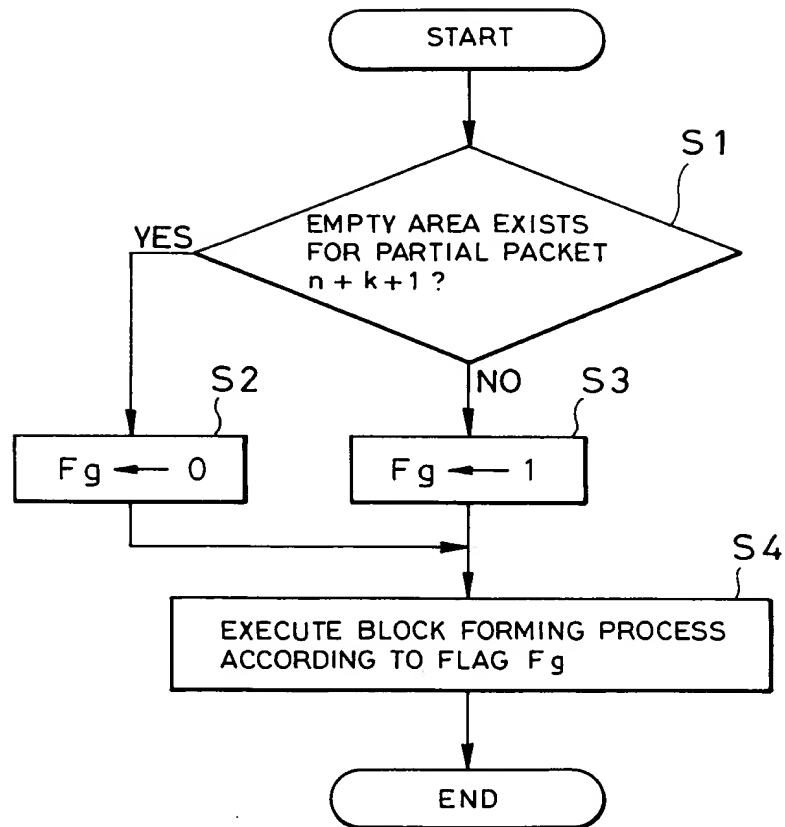 START
S1
EMPTY AREA EXISTS
FOR PARTIAL PACKET
n + k + 1 ?
YES
NO
S2
S3
Fg ← 0
Fg ← 1
S4
EXECUTE BLOCK FORMING PROCESS
ACCORDING TO FLAG Fg
END